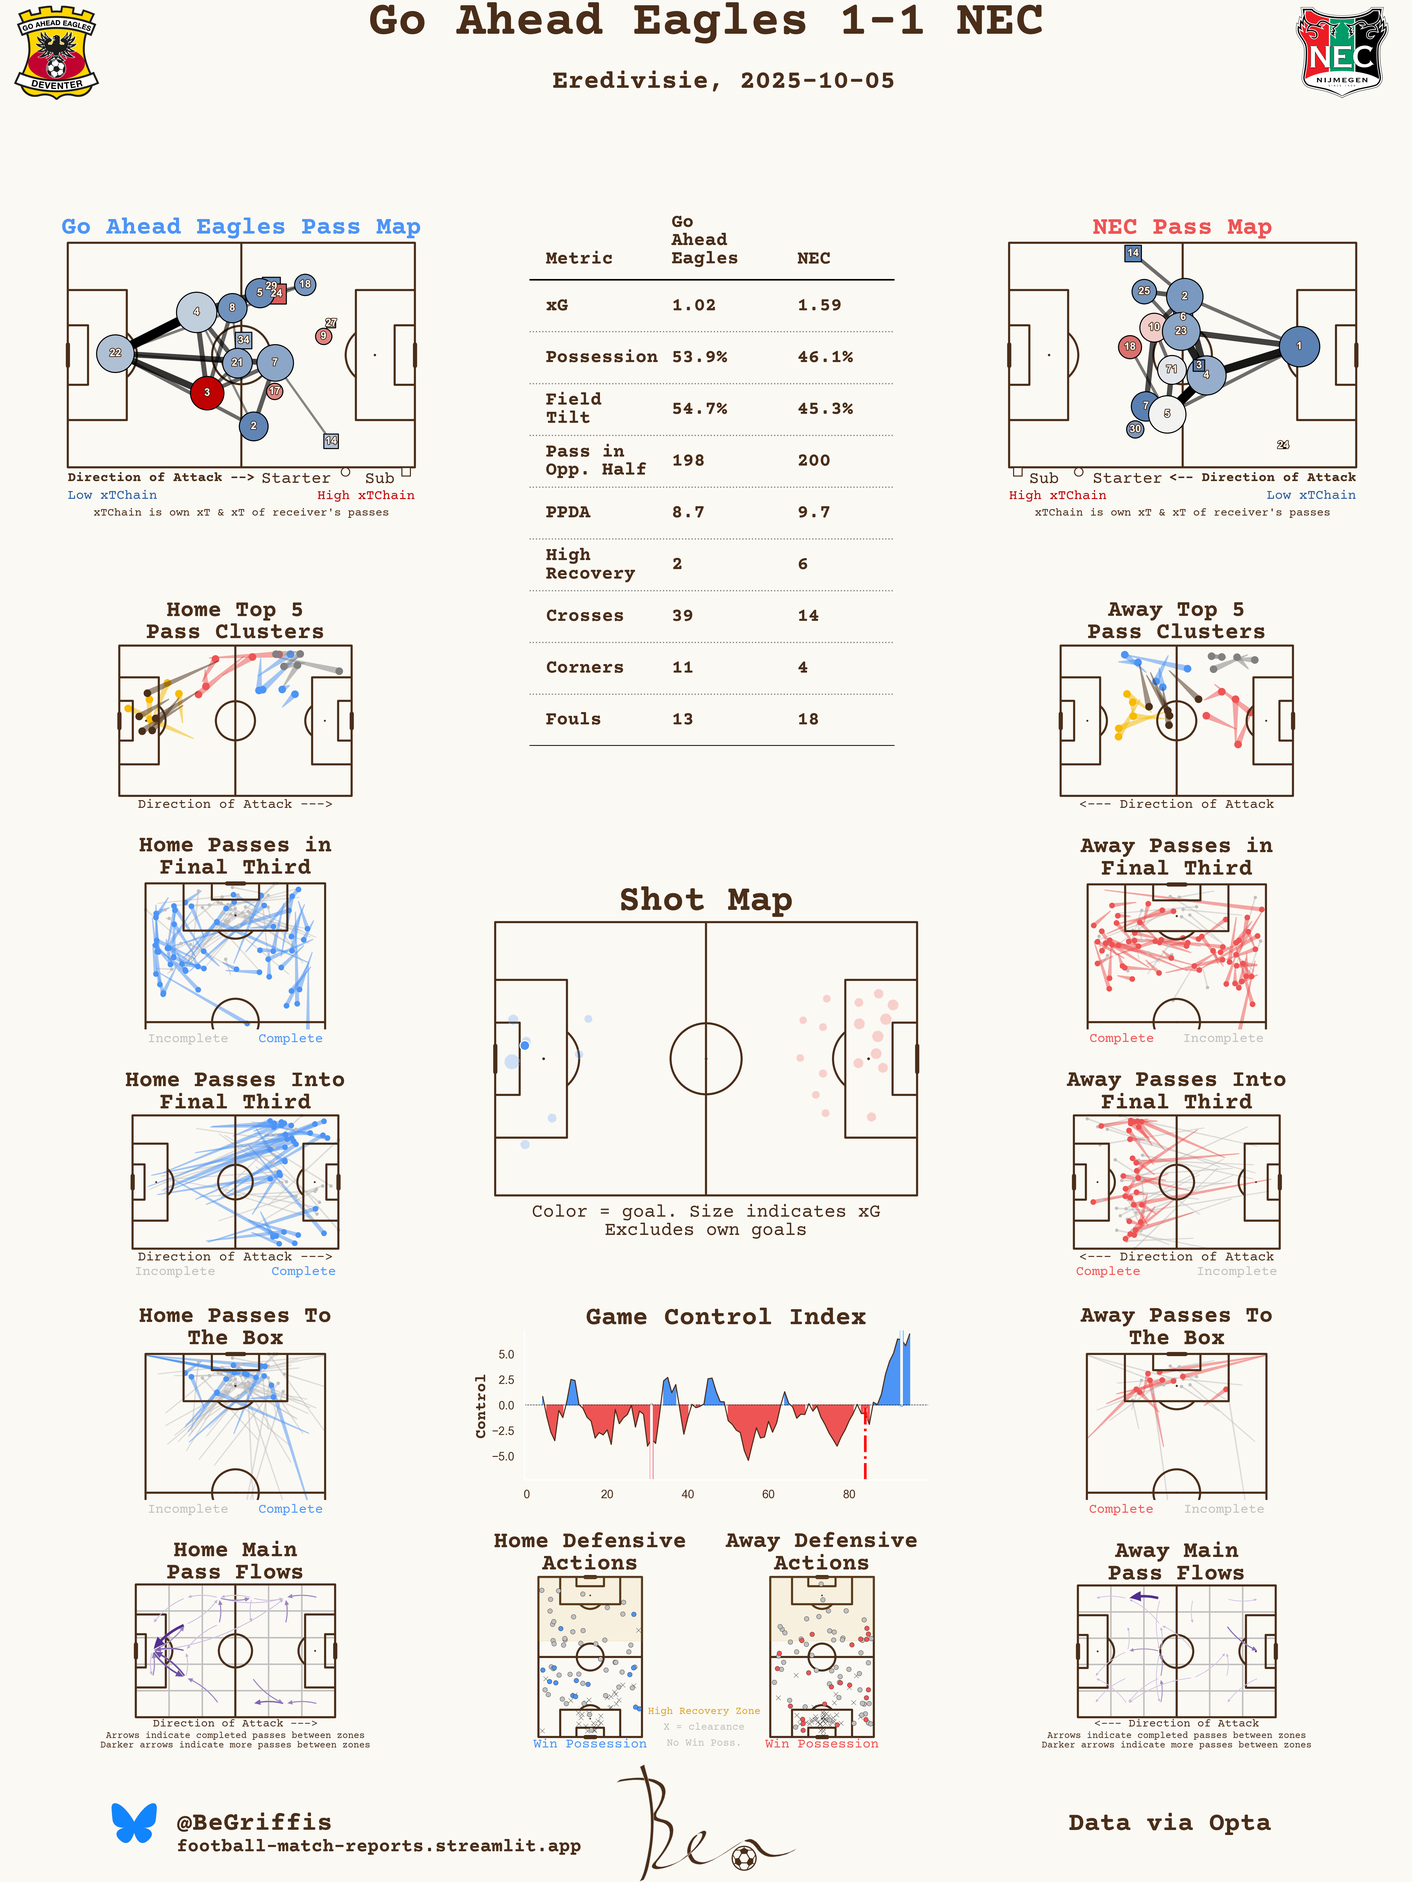 Go Ahead Eagles 1-1 NEC
Eredivisie, 2025-10-05
GO AHEAD EAGLES
DEVENTER
NEC
NIJMEGEN
Go Ahead Eagles Pass Map
22
4
3
8
5
29
24
18
34
21
7
17
2
9
27
14
Direction of Attack --> Starter Sub
Low xTChain High xTChain
xTChain is own xT & xT of receiver's passes
Metric Go Ahead Eagles NEC
xG 1.02 1.59
Possession 53.9% 46.1%
Field Tilt 54.7% 45.3%
Pass in Opp. Half 198 200
PPDA 8.7 9.7
High Recovery 2 6
Crosses 39 14
Corners 11 4
Fouls 13 18
NEC Pass Map
14
25
2
6
10
23
18
71
3
4
1
7
5
30
24
Sub Starter <-- Direction of Attack
High xTChain Low xTChain
xTChain is own xT & xT of receiver's passes
Home Top 5
Pass Clusters
Direction of Attack --->
Away Top 5
Pass Clusters
<--- Direction of Attack
Home Passes in
Final Third
Incomplete Complete
Away Passes in
Final Third
Complete Incomplete
Shot Map
Color = goal. Size indicates xG
Excludes own goals
Home Passes Into
Final Third
Direction of Attack --->
Incomplete Complete
Away Passes Into
Final Third
<--- Direction of Attack
Complete Incomplete
Home Passes To
The Box
Incomplete Complete
Game Control Index
Control
5.0
2.5
0.0
−2.5
−5.0
0 20 40 60 80
Away Passes To
The Box
Complete Incomplete
Home Main
Pass Flows
Direction of Attack --->
Arrows indicate completed passes between zones
Darker arrows indicate more passes between zones
Home Defensive
Actions
Win Possession
High Recovery Zone
X = clearance
No Win Poss.
Away Defensive
Actions
Win Possession
Away Main
Pass Flows
<--- Direction of Attack
Arrows indicate completed passes between zones
Darker arrows indicate more passes between zones
@BeGriffis
football-match-reports.streamlit.app
Ben
Data via Opta